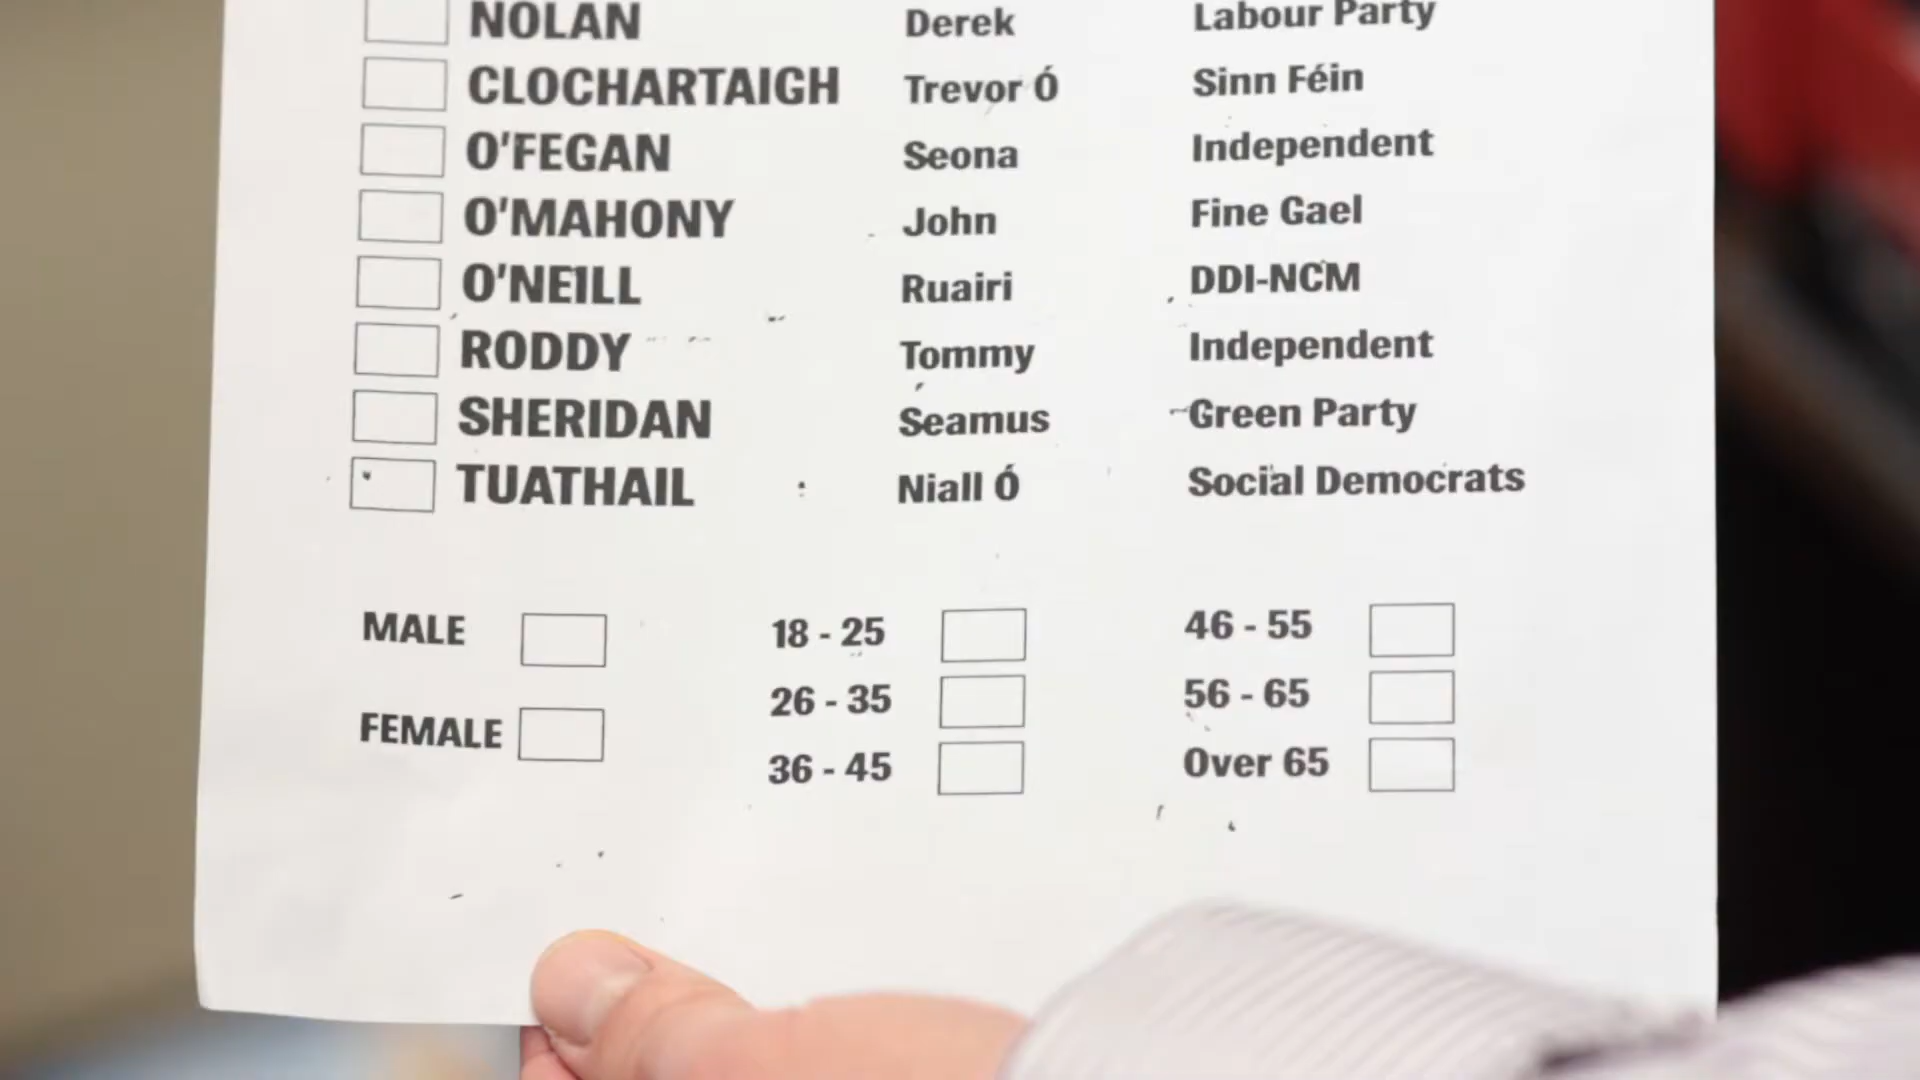 NOLAN Derek Labour Party
CLOCHARTAIGH Trevor Ó Sinn Féin
O'FEGAN Seona Independent
O'MAHONY John Fine Gael
O'NEILL Ruairi DDI-NCM
RODDY Tommy Independent
SHERIDAN Seamus Green Party
TUATHAIL Niall Ó Social Democrats
MALE 18 - 25 46 - 55
26 - 35 56 - 65
FEMALE 36 - 45 Over 65